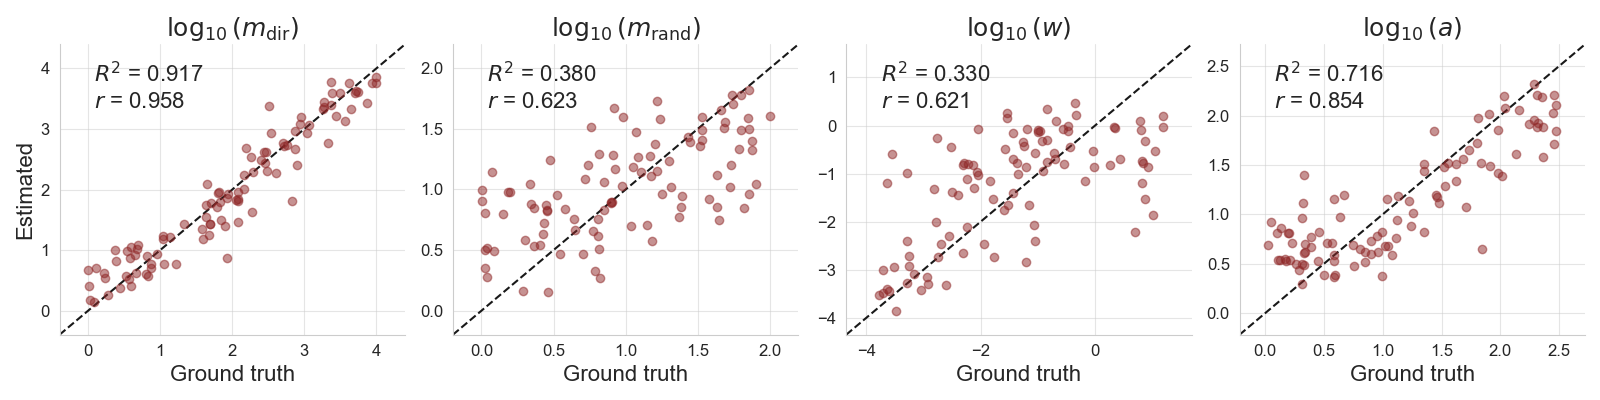 log₁₀ (m_dir)
R² = 0.917
r = 0.958
4
3
2
1
0
0 1 2 3 4
Estimated
Ground truth
log₁₀ (m_rand)
R² = 0.380
r = 0.623
2.0
1.5
1.0
0.5
0.0
0.0 0.5 1.0 1.5 2.0
Ground truth
log₁₀ (w)
R² = 0.330
r = 0.621
1
0
−1
−2
−3
−4
−4 −2 0
Ground truth
log₁₀ (a)
R² = 0.716
r = 0.854
2.5
2.0
1.5
1.0
0.5
0.0
0.0 0.5 1.0 1.5 2.0 2.5
Ground truth